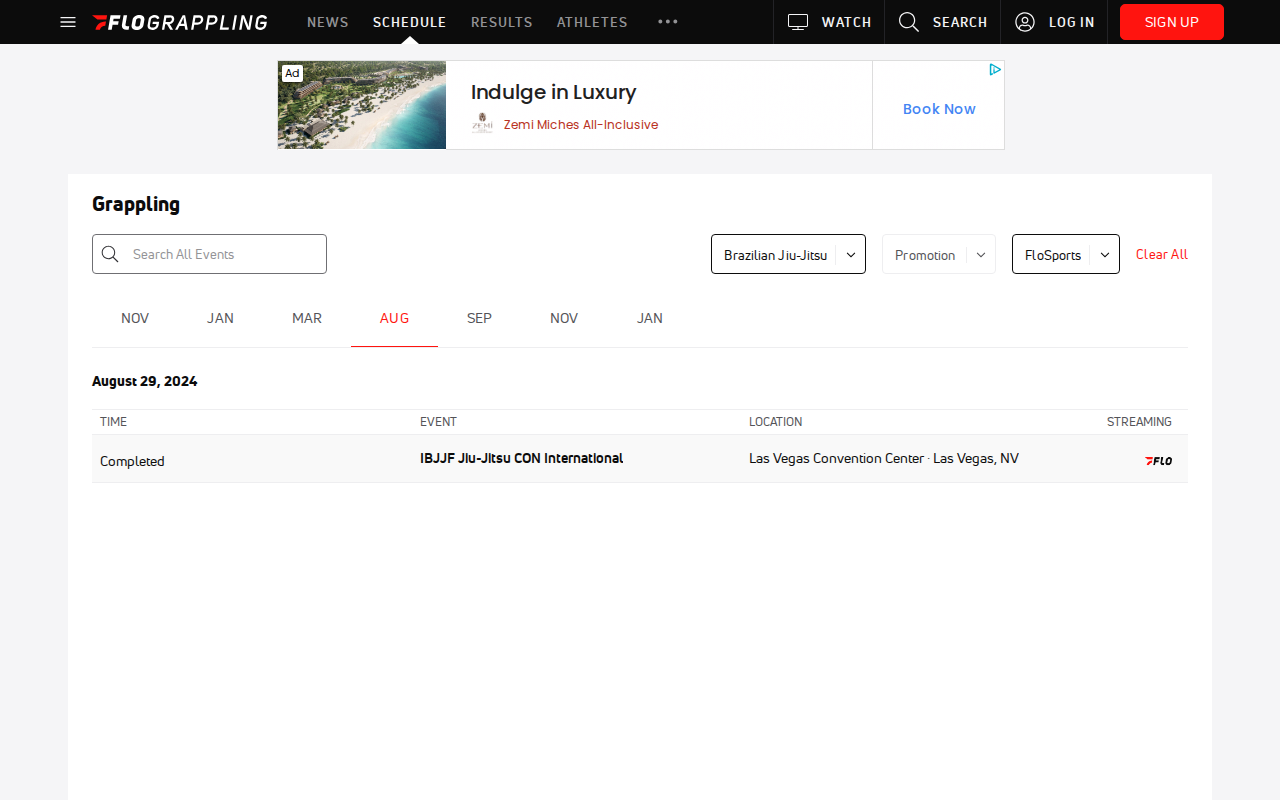 FLOGRAPPLING NEWS SCHEDULE RESULTS ATHLETES WATCH SEARCH LOG IN SIGN UP
Ad
Indulge in Luxury
ZEMÍ
Zemi Miches All-Inclusive
Book Now
Grappling
Search All Events Brazilian Jiu-Jitsu Promotion FloSports Clear All
NOV JAN MAR AUG SEP NOV JAN
August 29, 2024
TIME EVENT LOCATION STREAMING
Completed IBJJF Jiu-Jitsu CON International Las Vegas Convention Center · Las Vegas, NV FLO